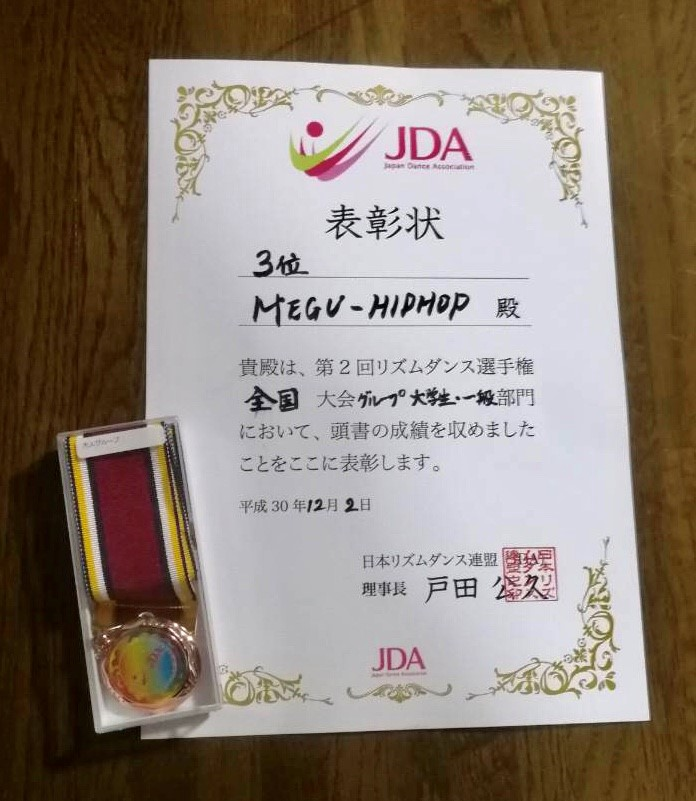 JDA
Japan Dance Association
表彰状
3位
MEGU-HIPHOP 殿
貴殿は、第2回リズムダンス選手権
全国 大会グループ大学生・一般部門
において、頭書の成績を収めました
ことをここに表彰します。
平成30年12月2日
日本リズムダンス連盟
理事長 戸田 公久
JDA
Japan Dance Association